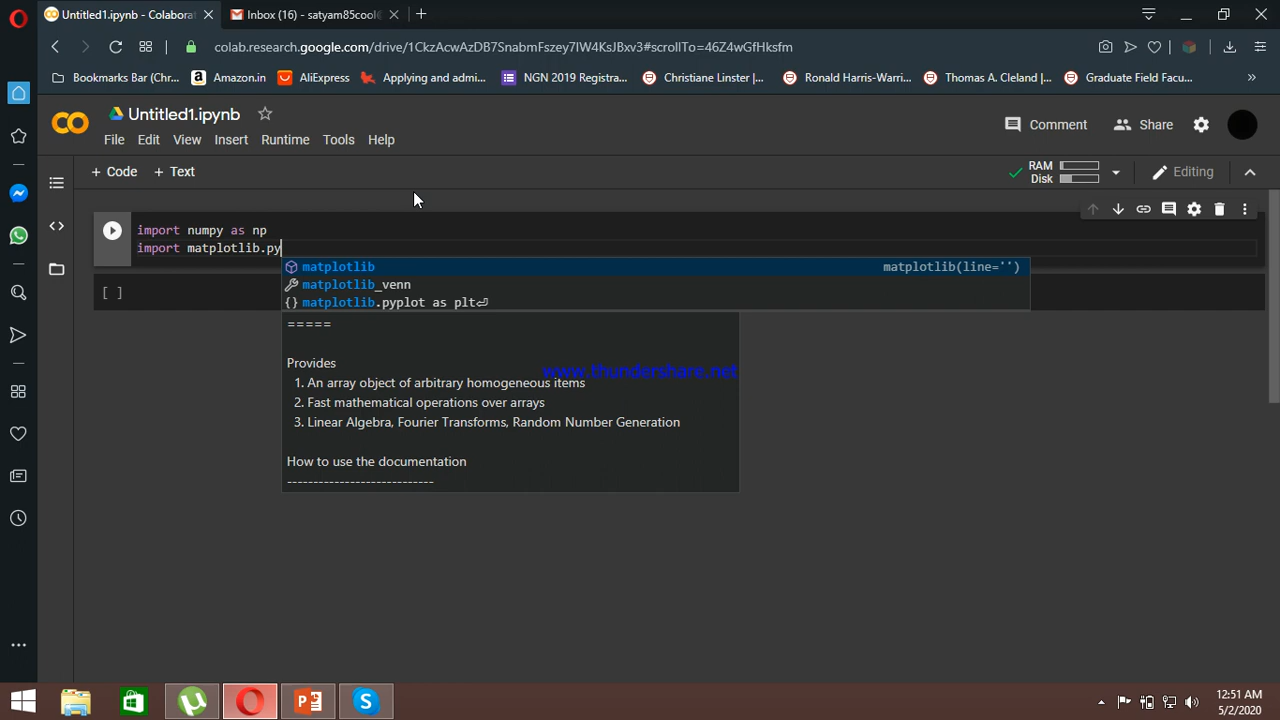 Untitled1.ipynb - Colabora
Inbox (16) - satyam85cool@
colab.research.google.com/drive/1CkzAcwAzDB7SnabmFszey7IW4KsJBxv3#scrollTo=46Z4wGfHksfm
Bookmarks Bar (Chr... Amazon.in AliExpress Applying and admi... NGN 2019 Registra... Christiane Linster |... Ronald Harris-Warri... Thomas A. Cleland |... Graduate Field Facu... »
Untitled1.ipynb
Comment Share
File Edit View Insert Runtime Tools Help
+ Code + Text
RAM
Disk
Editing
import numpy as np
import matplotlib.py
matplotlib matplotlib(line='')
matplotlib_venn
{} matplotlib.pyplot as plt⏎
[ ]
=====
Provides
1. An array object of arbitrary homogeneous items
2. Fast mathematical operations over arrays
3. Linear Algebra, Fourier Transforms, Random Number Generation
How to use the documentation
----------------------------
www.thundershare.net
12:51 AM
5/2/2020